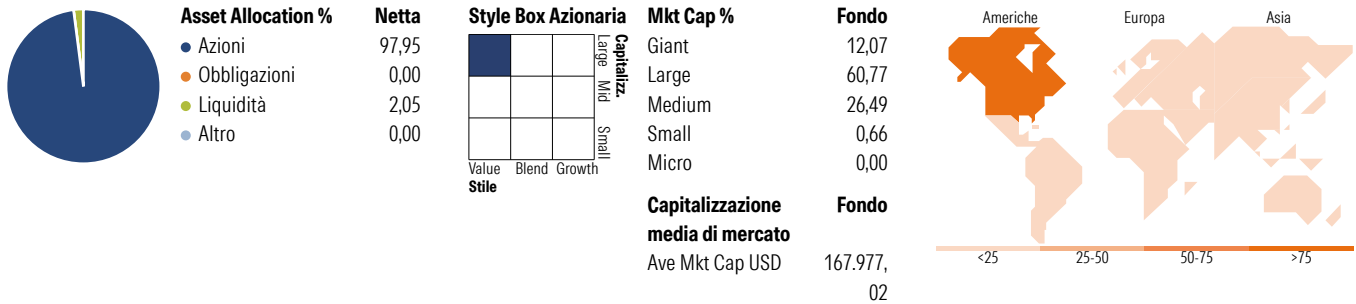 Asset Allocation % Netta
Azioni 97,95
Obbligazioni 0,00
Liquidità 2,05
Altro 0,00
Style Box Azionaria
Capitalizz.
Large
Mid
Small
Value Blend Growth
Stile
Mkt Cap % Fondo
Giant 12,07
Large 60,77
Medium 26,49
Small 0,66
Micro 0,00
Capitalizzazione Fondo
media di mercato
Ave Mkt Cap USD 167.977,
02
Americhe Europa Asia
<25 25-50 50-75 >75